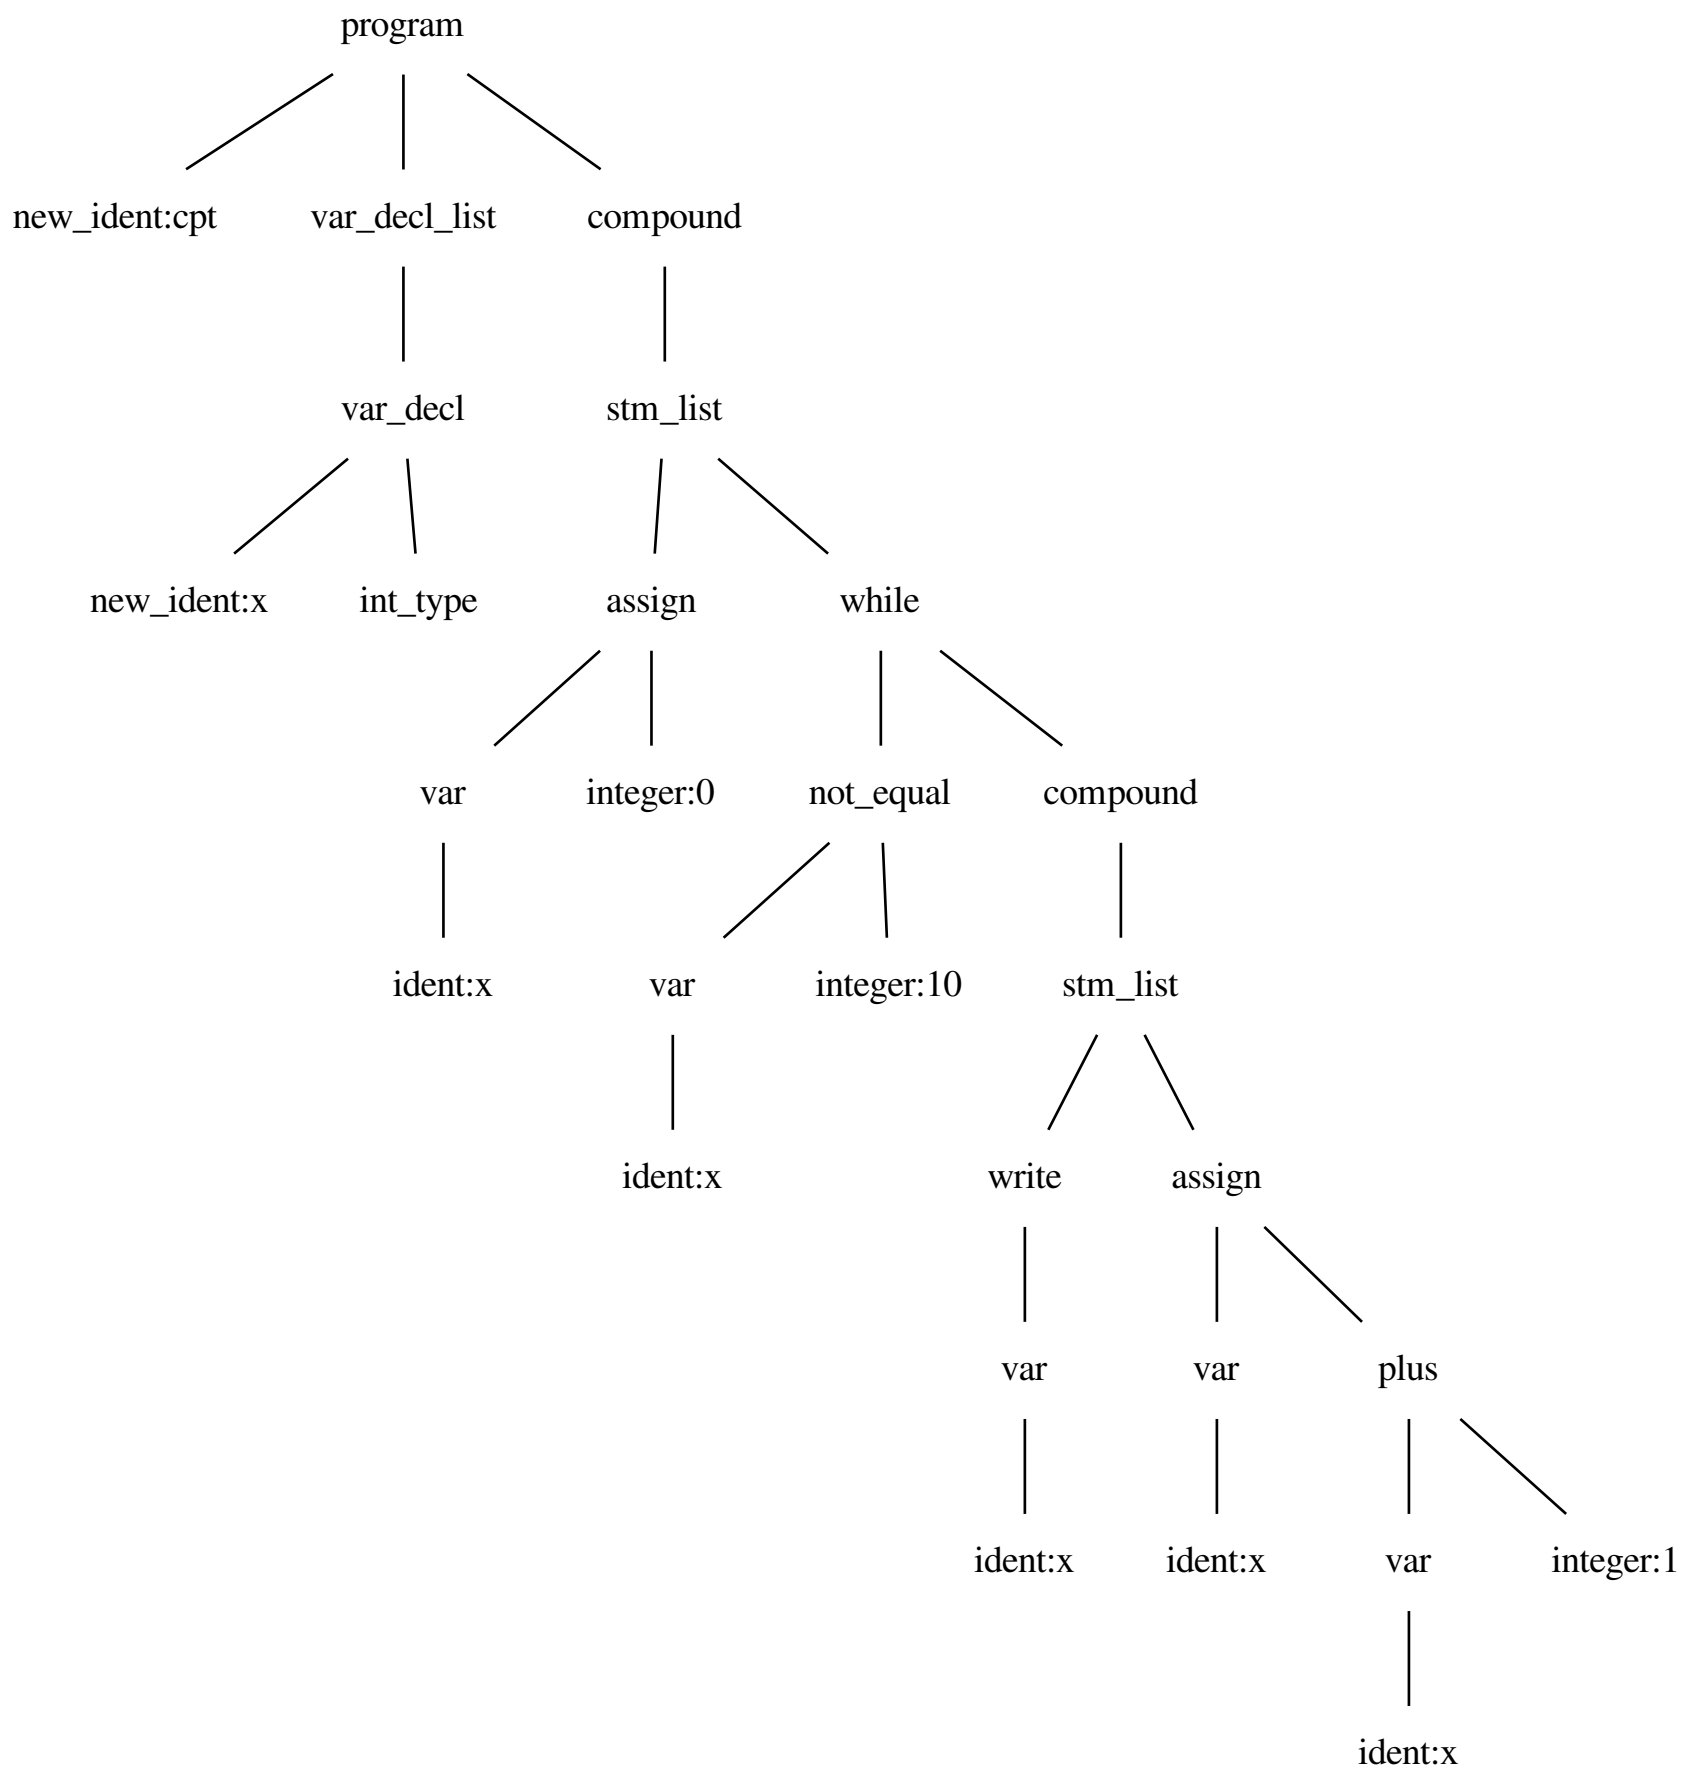 program
new_ident:cpt var_decl_list compound
var_decl stm_list
new_ident:x int_type assign while
var integer:0 not_equal compound
ident:x var integer:10 stm_list
ident:x write assign
var var plus
ident:x ident:x var integer:1
ident:x